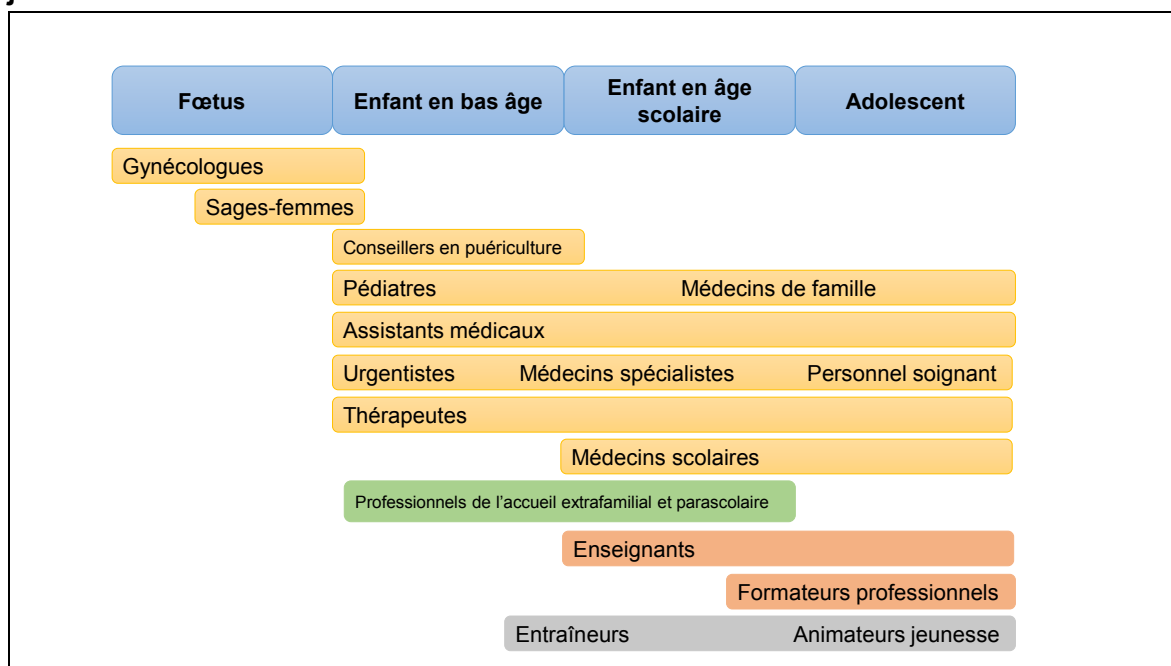 Fœtus
Enfant en bas âge
Enfant en âge
scolaire
Adolescent
Gynécologues
Sages-femmes
Conseillers en puériculture
Pédiatres Médecins de famille
Assistants médicaux
Urgentistes Médecins spécialistes Personnel soignant
Thérapeutes
Médecins scolaires
Professionnels de l’accueil extrafamilial et parascolaire
Enseignants
Formateurs professionnels
Entraîneurs Animateurs jeunesse